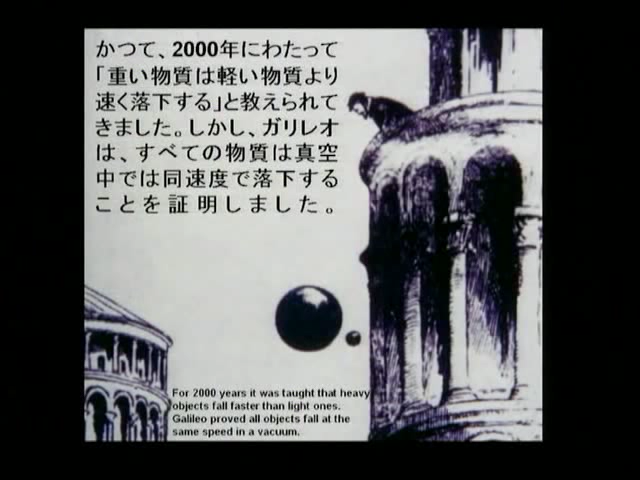 かつて、2000年にわたって
「重い物質は軽い物質より
速く落下する」と教えられて
きました。しかし、ガリレオ
は、すべての物質は真空
中では同速度で落下する
ことを証明しました。
For 2000 years it was taught that heavy
objects fall faster than light ones.
Galileo proved all objects fall at the
same speed in a vacuum.